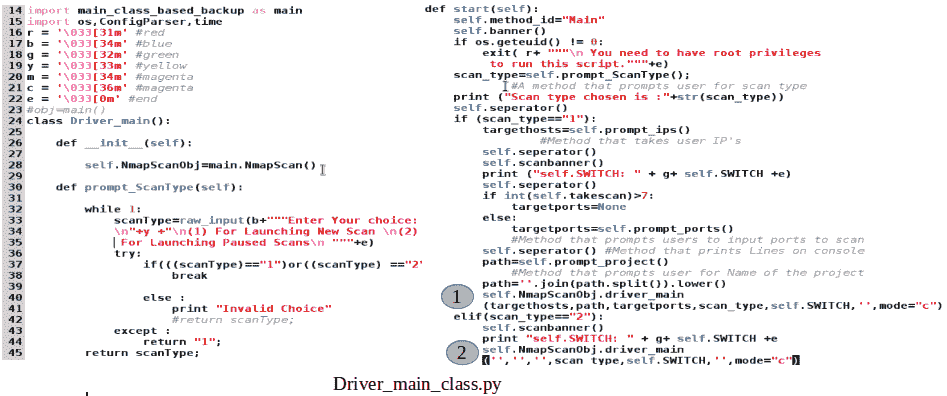 14 import main_class_based_backup as main
15 import os,ConfigParser,time
16 r = '\033[31m' #red
17 b = '\033[34m' #blue
18 g = '\033[32m' #green
19 y = '\033[33m' #yellow
20 m = '\033[34m' #magenta
21 c = '\033[36m' #magenta
22 e = '\033[0m' #end
23 #obj=main()
24 class Driver_main():
25
26 def __init__(self):
27
28 self.NmapScanObj=main.NmapScan()
29
30 def prompt_ScanType(self):
31
32 while 1:
33 scanType=raw_input(b+"""Enter Your choice:
34 \n"+y +"\n(1) For Launching New Scan \n(2)
35 For Launching Paused Scans\n """+e)
36 try:
37 if(((scanType)=="1")or((scanType) =="2'
38 break
39
40 else :
41 print "Invalid Choice"
42 #return scanType;
43 except :
44 return "1";
45 return scanType;
def start(self):
self.method_id="Main"
self.banner()
if os.geteuid() != 0:
exit( r+ """\n You need to have root privileges
to run this script."""+e)
scan_type=self.prompt_ScanType();
#A method that prompts user for scan type
print ("Scan type chosen is :"+str(scan_type))
self.seperator()
if (scan_type=="1"):
targethosts=self.prompt_ips()
#Method that takes user IP's
self.seperator()
self.scanbanner()
print ("self.SWITCH: " + g+ self.SWITCH +e)
self.seperator()
if int(self.takescan)>7:
targetports=None
else:
targetports=self.prompt_ports()
#Method that prompts users to input ports to scan
self.seperator() #Method that prints Lines on console
path=self.prompt_project()
#Method that prompts user for Name of the project
path=''.join(path.split()).lower()
1 self.NmapScanObj.driver_main
(targethosts,path,targetports,scan_type,self.SWITCH,'',mode="c")
elif(scan_type=="2"):
self.scanbanner()
print "self.SWITCH: " + g+ self.SWITCH +e
2 self.NmapScanObj.driver_main
('','','',scan_type,self.SWITCH,'',mode="c")
Driver_main_class.py